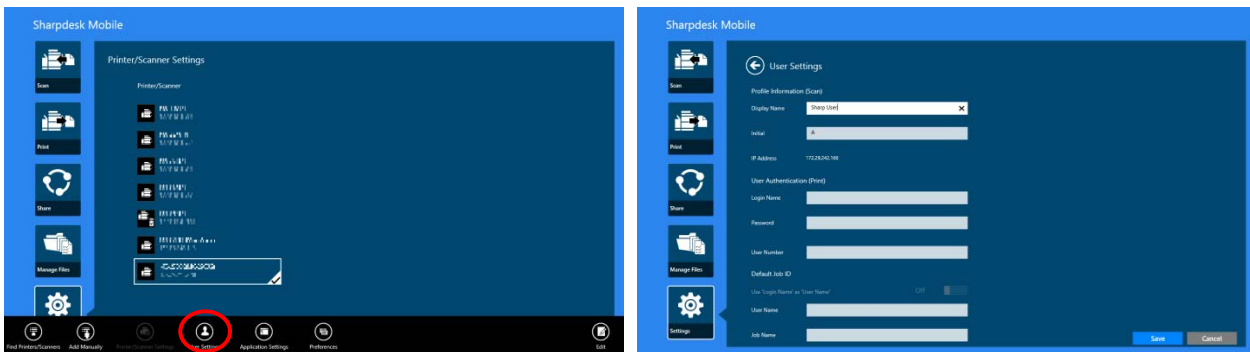 Sharpdesk Mobile
Printer/Scanner Settings
Printer/Scanner
Scan
Print
Share
Manage Files
Find Printers/Scanners
Add Manually
Printer/Scanner Settings
User Settings
Application Settings
Preferences
Edit
Sharpdesk Mobile
Scan
Print
Share
Manage Files
Settings
User Settings
Profile Information (Scan)
Display Name Sharp User
Initial A
IP Address 172.29.242.166
User Authentication (Print)
Login Name
Password
User Number
Default Job ID
Use 'Login Name' as 'User Name' Off
User Name
Job Name
Save Cancel